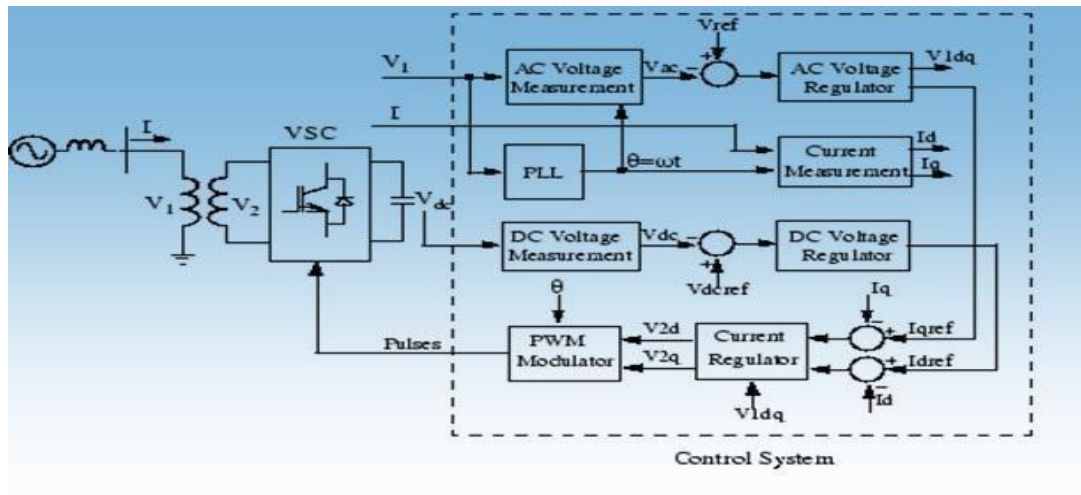 Vref
V1
AC Voltage
Measurement
Vac
−
+
AC Voltage
Regulator
V1dq
I
VSC
I
Id
Iq
Current
Measurement
PLL
θ=ωt
V1
V2
Vdc
DC Voltage
Measurement
Vdc
−
+
DC Voltage
Regulator
Vdcref
θ
Iq
−
+
Iqref
V2d
PWM
Modulator
Current
Regulator
Pulses
V2q
+
Idref
−
Id
V1dq
Control System